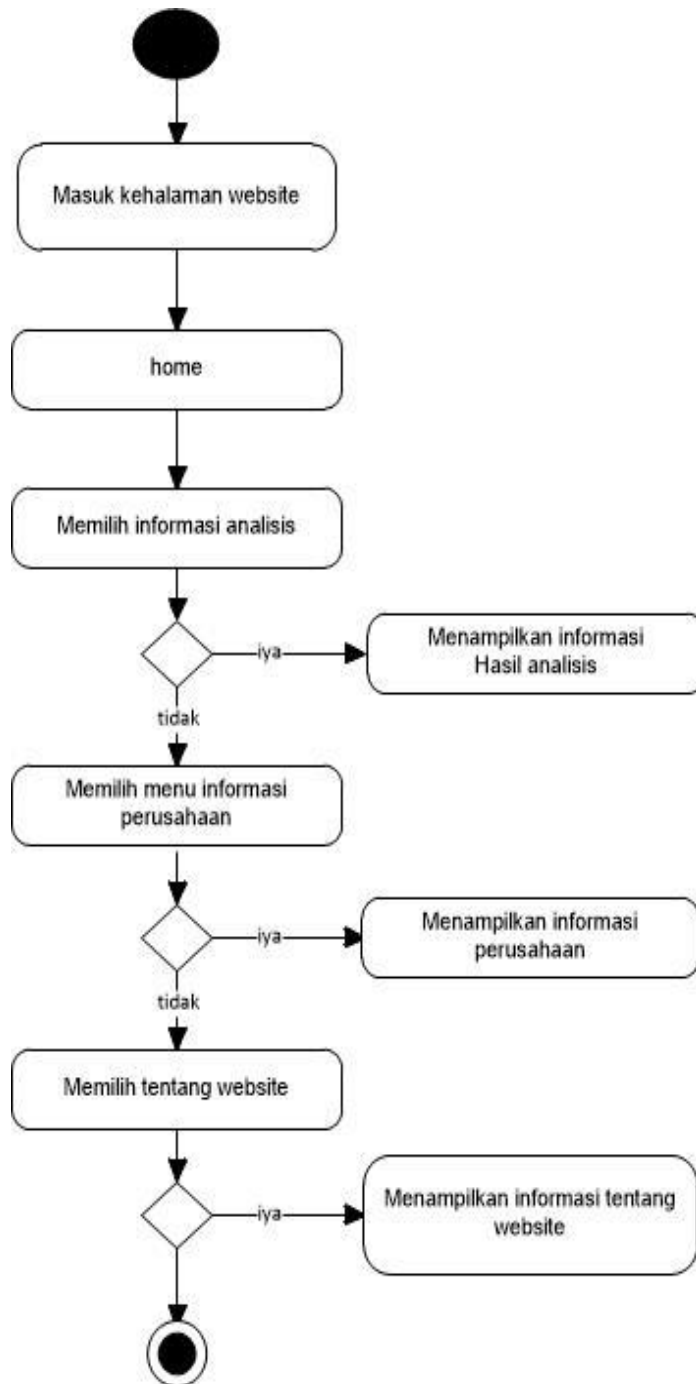 Masuk kehalaman website
home
Memilih informasi analisis
iya
Menampilkan informasi
Hasil analisis
tidak
Memilih menu informasi
perusahaan
iya
Menampilkan informasi
perusahaan
tidak
Memilih tentang website
iya
Menampilkan informasi tentang
website